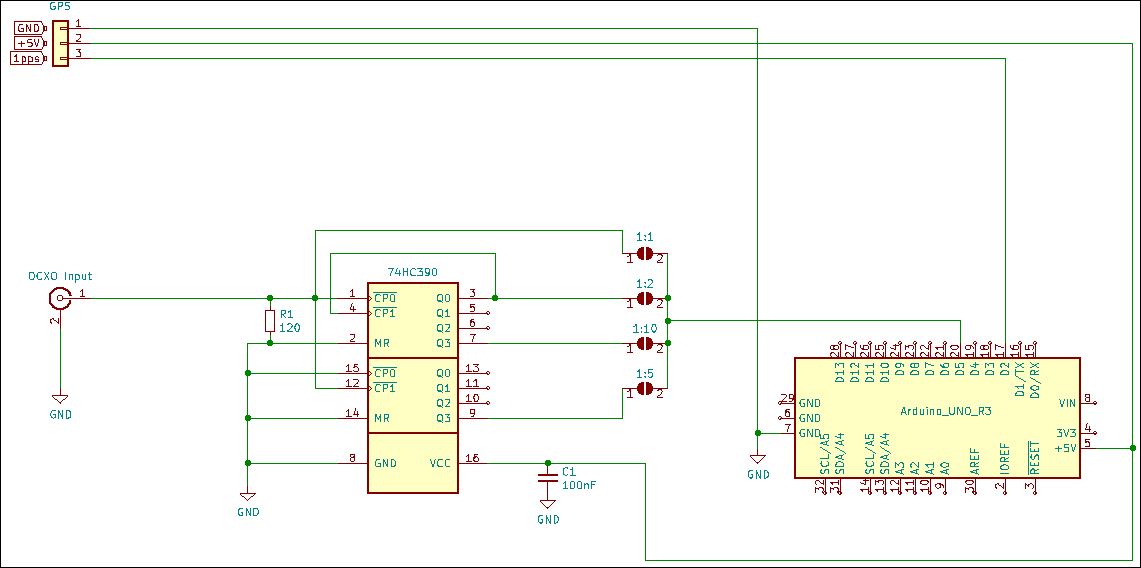 GPS
GND 1
+5V 2
1pps 3
OCXO Input
1
2
GND
R1
120
74HC390
1 CP0 Q0 3
4 CP1 Q1 5
Q2 6
2 MR Q3 7
15 CP0 Q0 13
12 CP1 Q1 11
Q2 10
14 MR Q3 9
8 GND VCC 16
GND
C1
100nF
GND
1:1
1 2
1:2
1 2
1:10
1 2
1:5
1 2
28 27 26 25 24 23 22 21 20 19 18 17 16 15
D13 D12 D11 D10 D9 D8 D7 D6 D5 D4 D3 D2 D1/TX D0/RX
Arduino_UNO_R3
29 GND
6 GND
7 GND
VIN 8
3V3 4
+5V 5
SCL/A5 SDA/A4 SCL/A5 SDA/A4 A3 A2 A1 A0 AREF IOREF RESET
32 31 14 13 12 11 10 9 30 2 3
GND